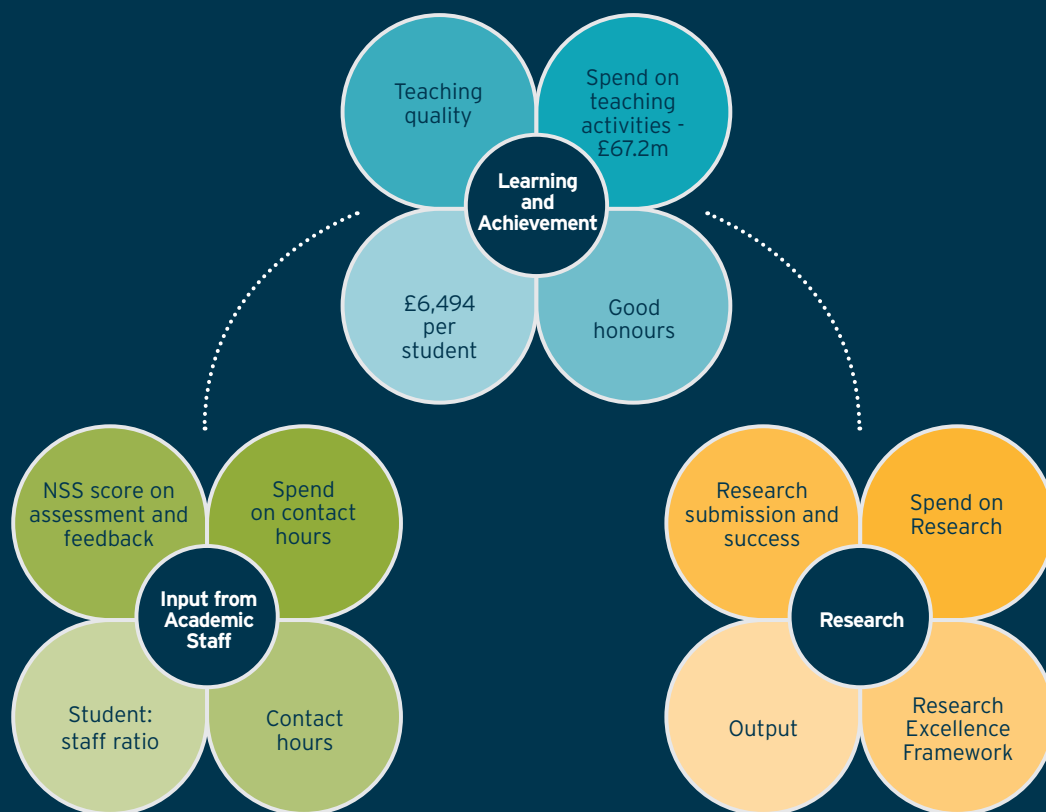 Teaching
quality
Spend on
teaching
activities -
£67.2m
Learning
and
Achievement
£6,494
per
student
Good
honours
NSS score on
assessment and
feedback
Spend
on contact
hours
Input from
Academic
Staff
Student:
staff ratio
Contact
hours
Research
submission and
success
Spend on
Research
Research
Output
Research
Excellence
Framework